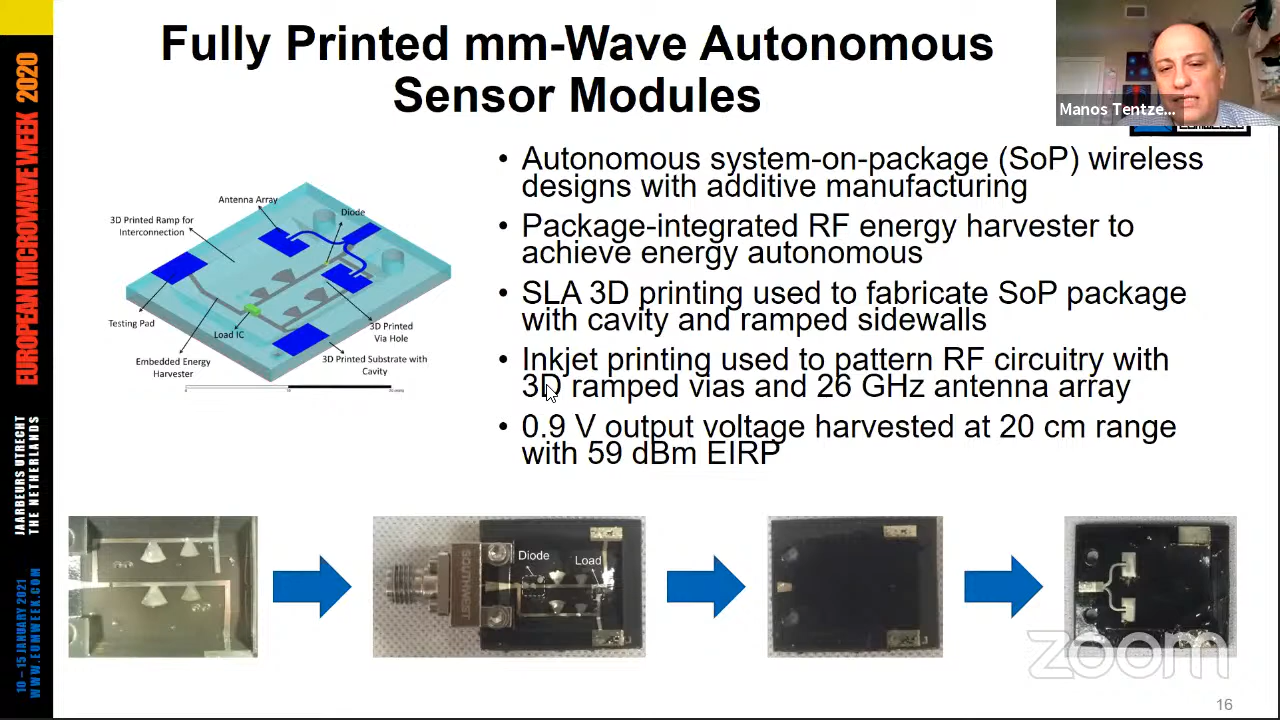 Fully Printed mm-Wave Autonomous
Sensor Modules
Manos Tentze...
• Autonomous system-on-package (SoP) wireless
designs with additive manufacturing
• Package-integrated RF energy harvester to
achieve energy autonomous
• SLA 3D printing used to fabricate SoP package
with cavity and ramped sidewalls
• Inkjet printing used to pattern RF circuitry with
3D ramped vias and 26 GHz antenna array
• 0.9 V output voltage harvested at 20 cm range
with 59 dBm EIRP
Antenna Array
Diode
3D Printed Ramp for
Interconnection
Testing Pad
Load IC
3D Printed
Via Hole
Embedded Energy
Harvester
3D Printed Substrate with
Cavity
Diode
Load
SOUTHWEST
zoom
16
EUROPEAN MICROWAVE WEEK 2020
JAARBEURS UTRECHT
THE NETHERLANDS
10 – 15 JANUARY 2021
WWW.EUMWEEK.COM